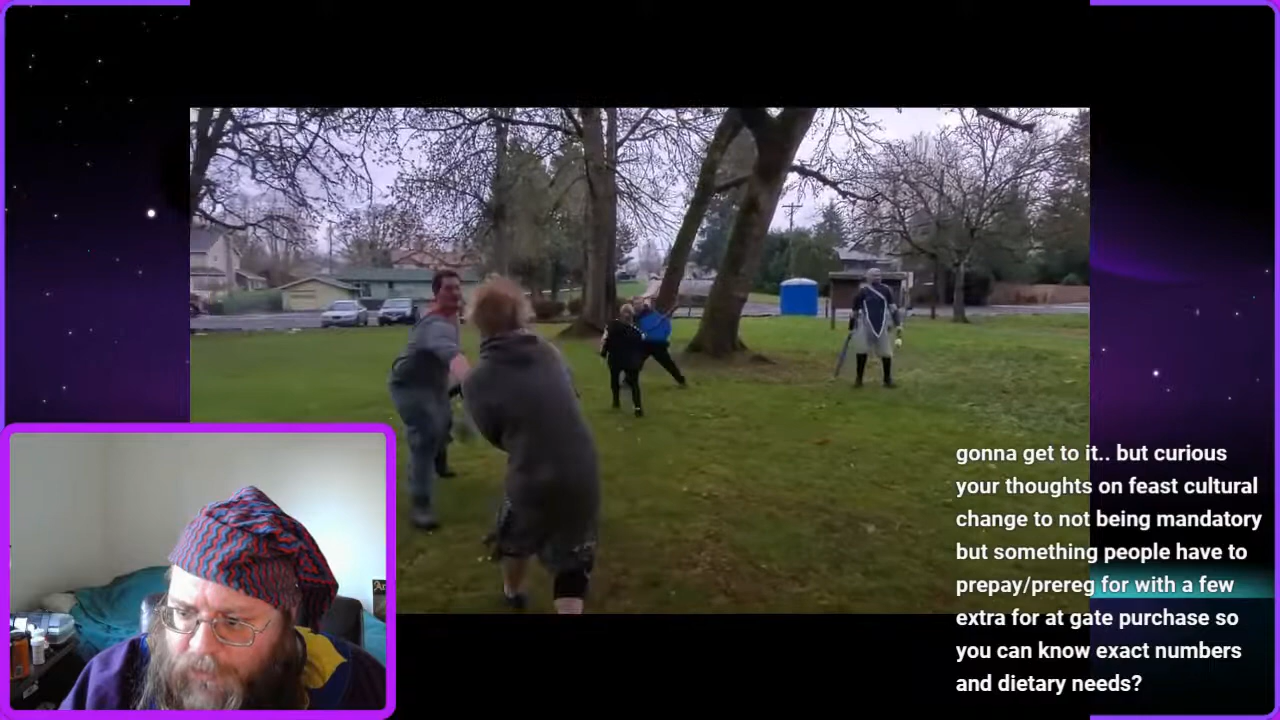 gonna get to it.. but curious
your thoughts on feast cultural
change to not being mandatory
but something people have to
prepay/prereg for with a few
extra for at gate purchase so
you can know exact numbers
and dietary needs?